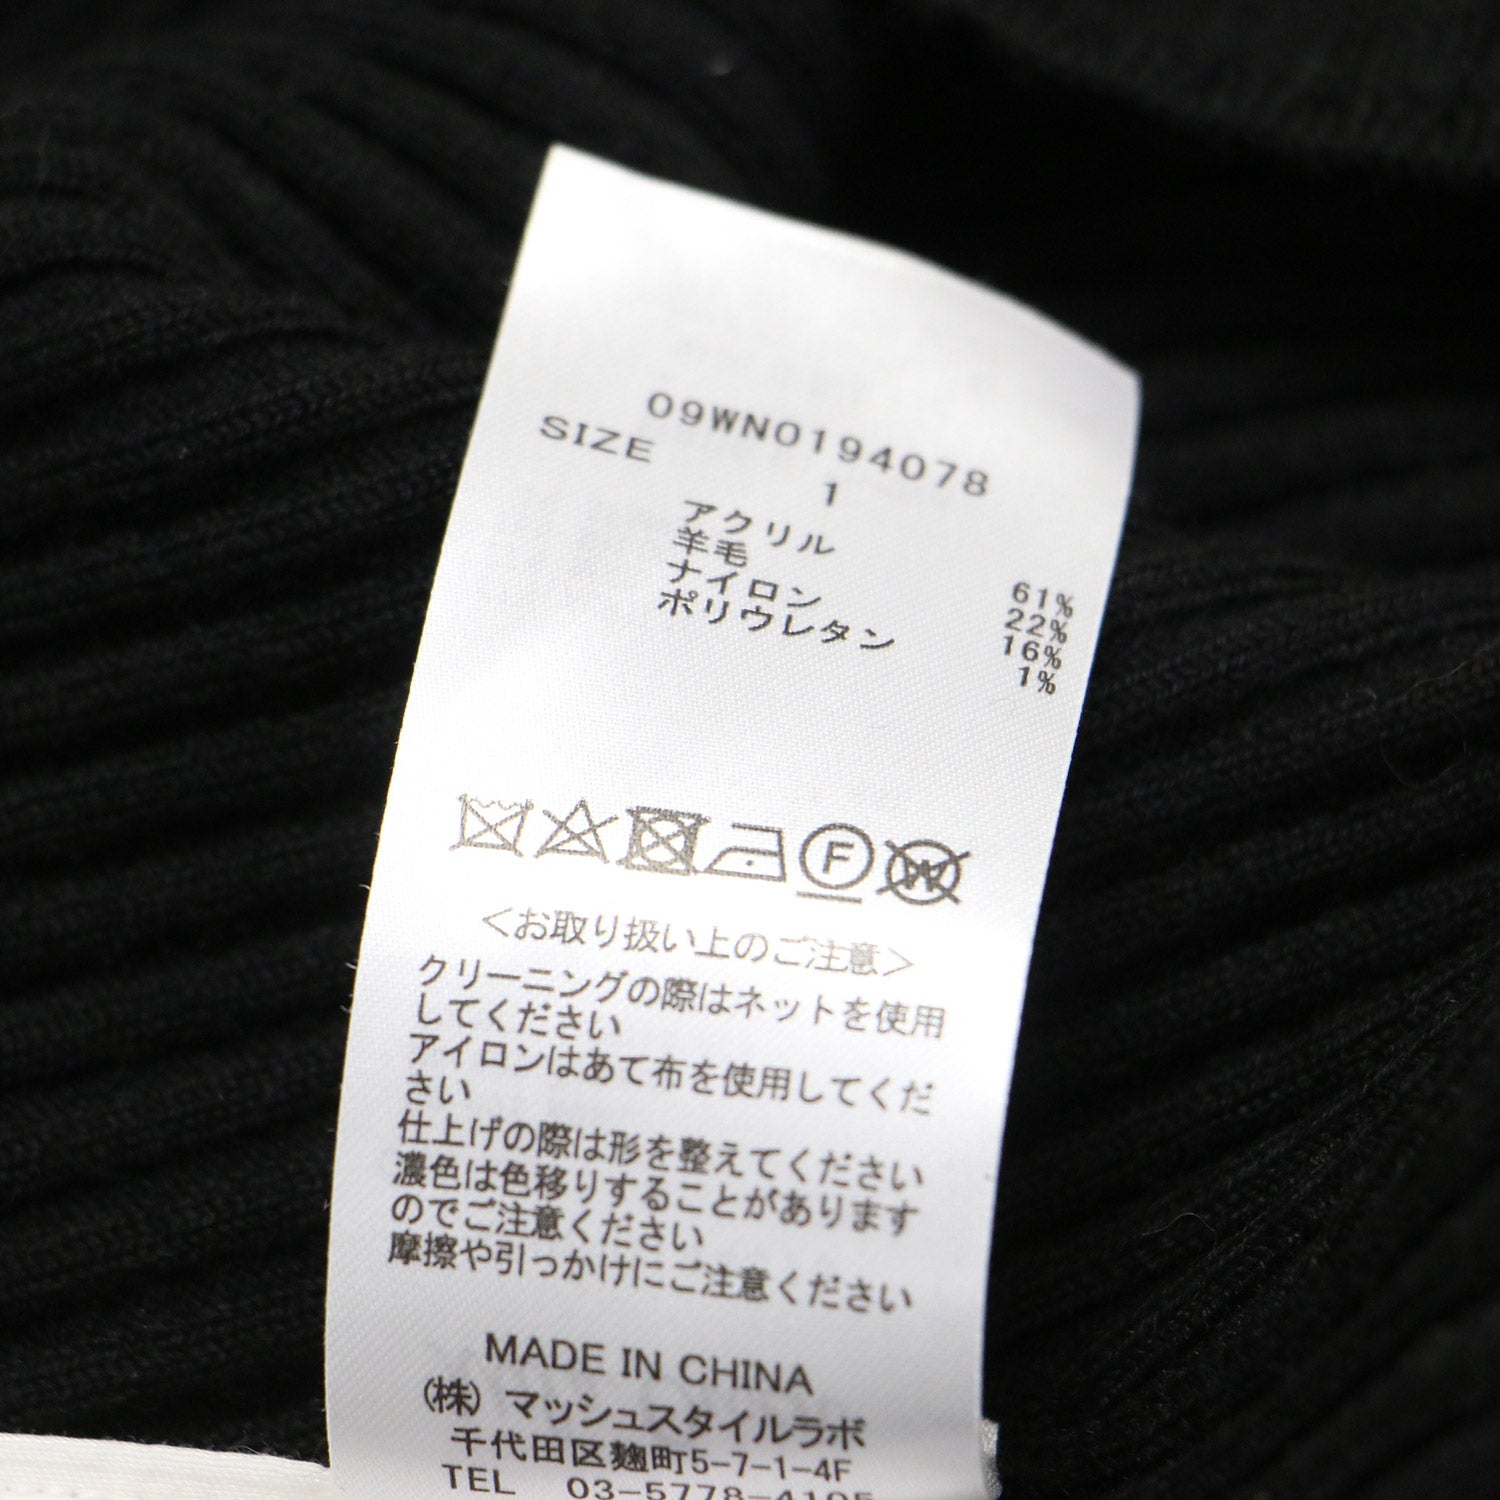 09WNO194078
SIZE 1
アクリル 61%
羊毛 22%
ナイロン 16%
ポリウレタン 1%
F W
<お取り扱い上のご注意>
クリーニングの際はネットを使用
してください
アイロンはあて布を使用してくだ
さい
仕上げの際は形を整えてください
濃色は色移りすることがあります
のでご注意ください
摩擦や引っかけにご注意ください
MADE IN CHINA
(株) マッシュスタイルラボ
千代田区麹町5-7-1-4F
TEL